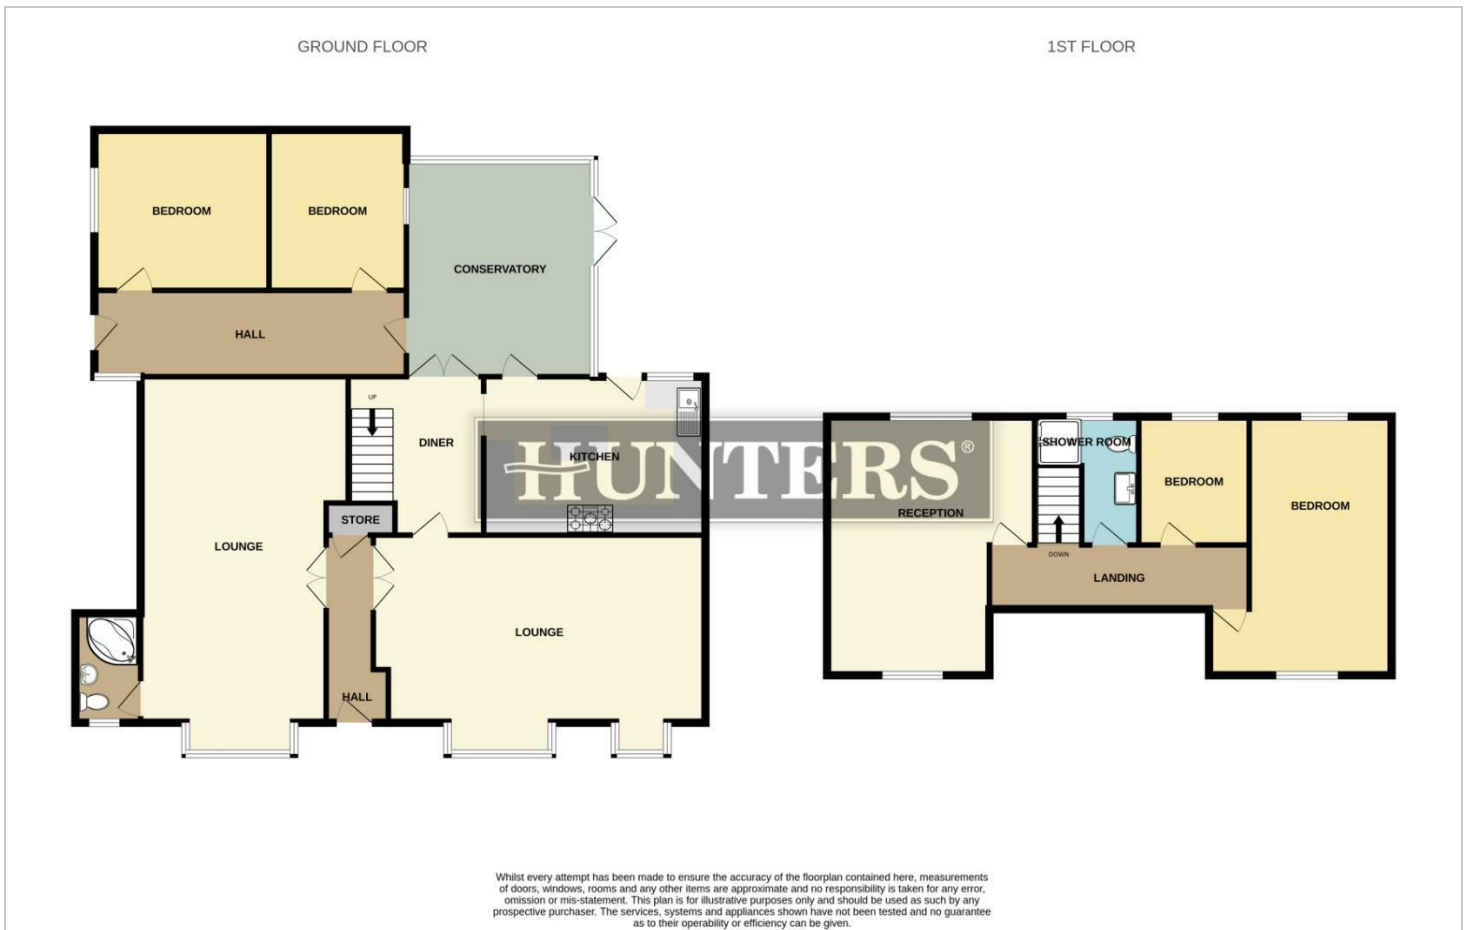 GROUND FLOOR
1ST FLOOR
BEDROOM
BEDROOM
CONSERVATORY
HALL
UP
DINER
KITCHEN
HUNTERS®
STORE
LOUNGE
LOUNGE
HALL
SHOWER ROOM
BEDROOM
BEDROOM
RECEPTION
DOWN
LANDING
Whilst every attempt has been made to ensure the accuracy of the floorplan contained here, measurements
of doors, windows, rooms and any other items are approximate and no responsibility is taken for any error,
omission or mis-statement. This plan is for illustrative purposes only and should be used as such by any
prospective purchaser. The services, systems and appliances shown have not been tested and no guarantee
as to their operability or efficiency can be given.